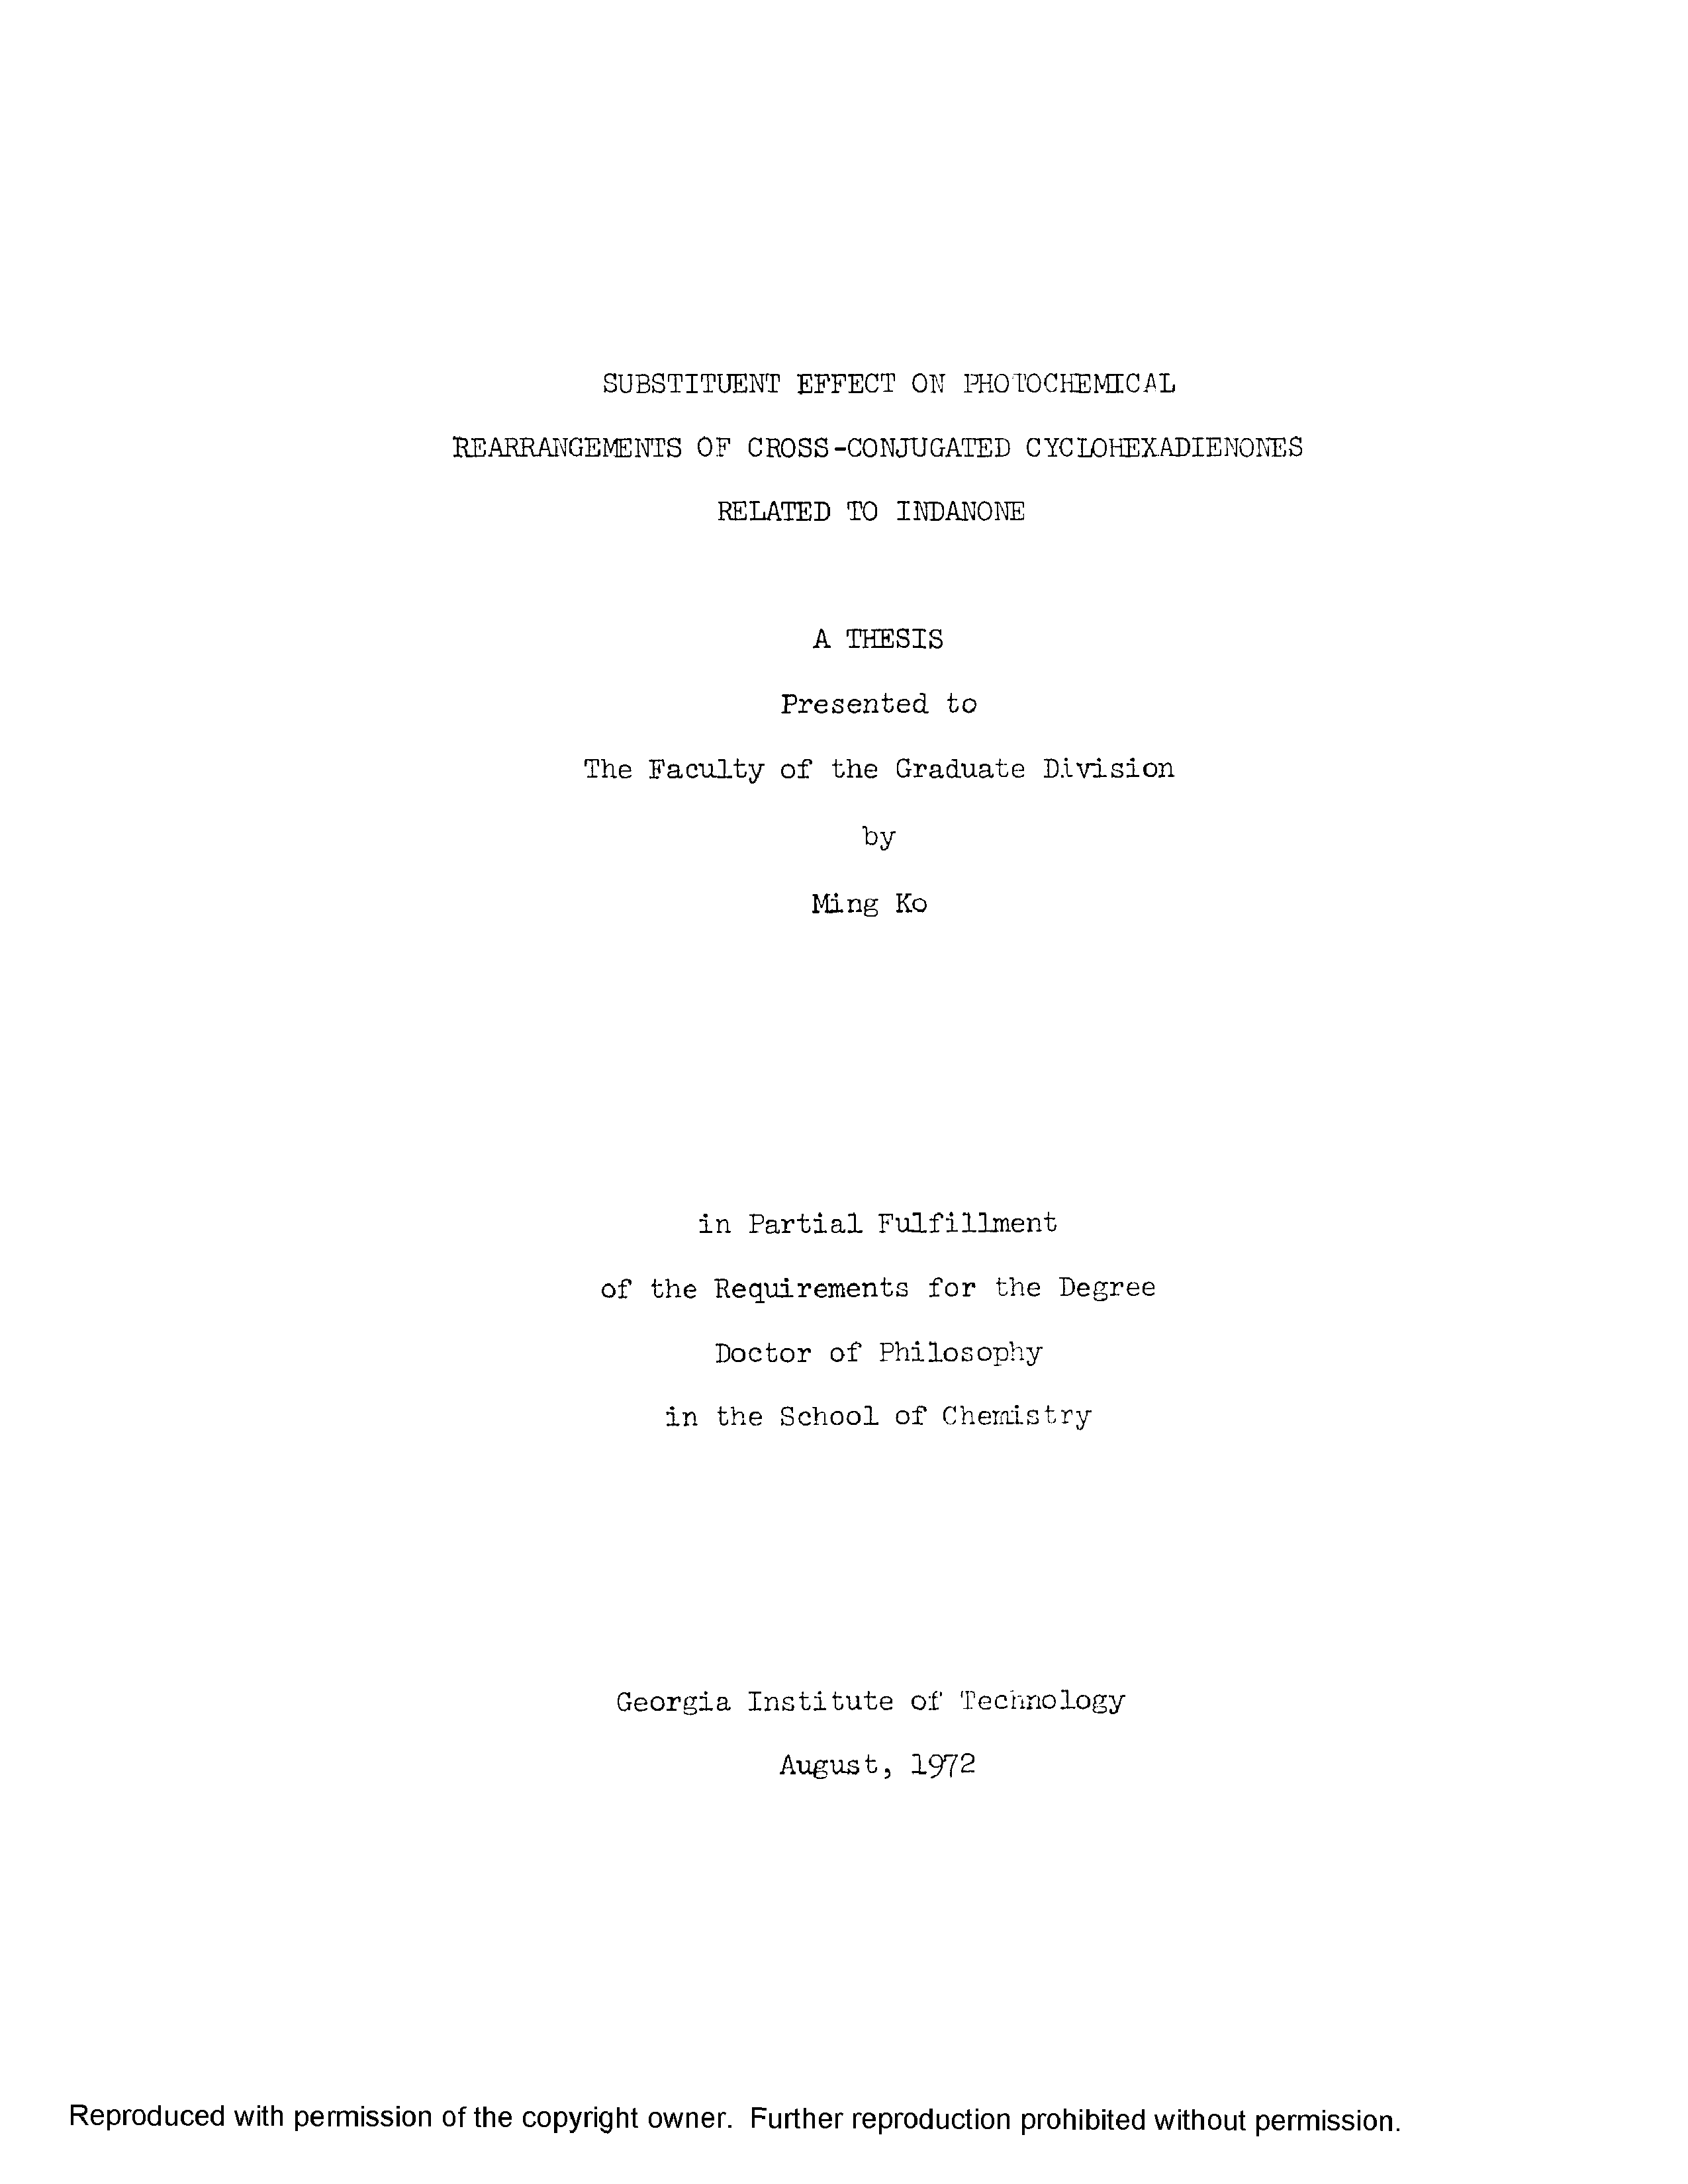 SUBSTITUENT EFFECT ON PHOTOCHEMICAL
REARRANGEMENTS OF CROSS-CONJUGATED CYCLOHEXADIENONES
RELATED TO INDANONE
A THESIS
Presented to
The Faculty of the Graduate Division
by
Ming Ko
in Partial Fulfillment
of the Requirements for the Degree
Doctor of Philosophy
in the School of Chemistry
Georgia Institute of Technology
August, 1972
Reproduced with permission of the copyright owner. Further reproduction prohibited without permission.